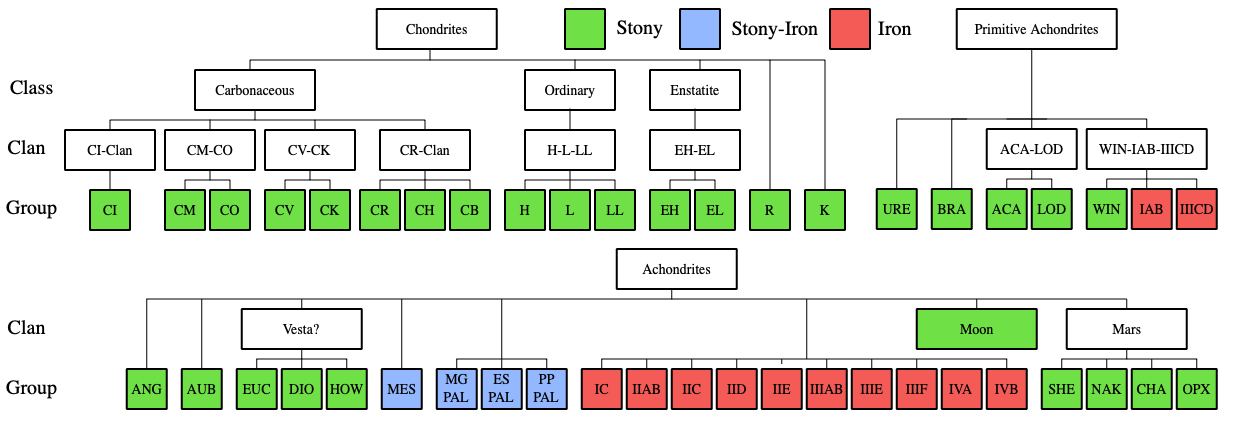 Chondrites
Stony
Stony-Iron
Iron
Primitive Achondrites
Class
Carbonaceous
Ordinary
Enstatite
Clan
CI-Clan
CM-CO
CV-CK
CR-Clan
H-L-LL
EH-EL
ACA-LOD
WIN-IAB-IIICD
Group
CI
CM
CO
CV
CK
CR
CH
CB
H
L
LL
EH
EL
R
K
URE
BRA
ACA
LOD
WIN
IAB
IIICD
Achondrites
Clan
Vesta?
Moon
Mars
Group
ANG
AUB
EUC
DIO
HOW
MES
MG
PAL
ES
PAL
PP
PAL
IC
IIAB
IIC
IID
IIE
IIIAB
IIIE
IIIF
IVA
IVB
SHE
NAK
CHA
OPX